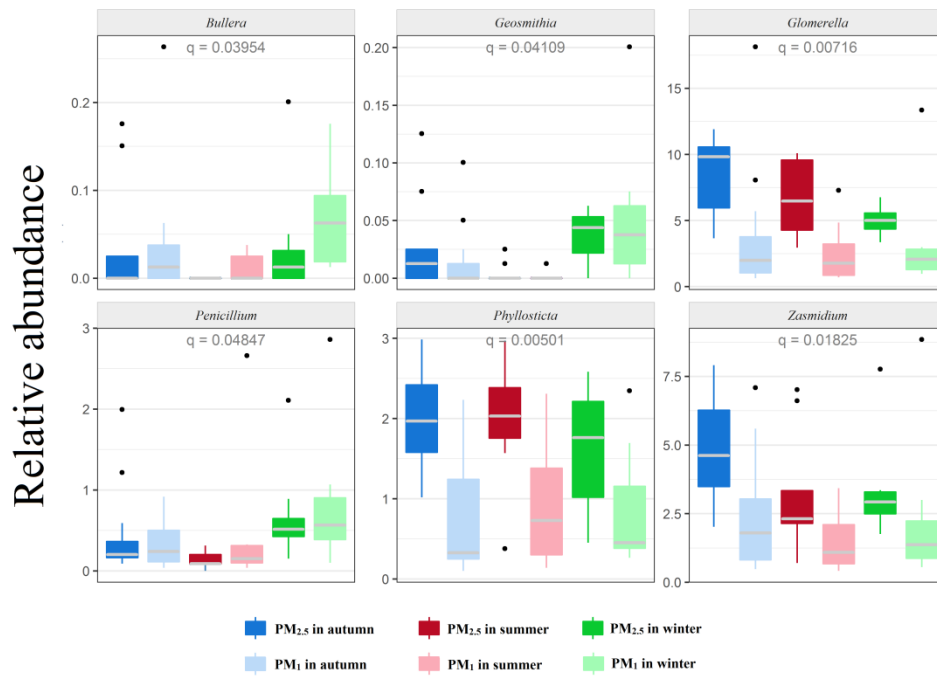 Bullera
Geosmithia
Glomerella
q = 0.03954
q = 0.04109
q = 0.00716
0.2
0.1
0.0
0.20
0.15
0.10
0.05
0.00
15
10
5
0
Relative abundance
Penicillium
Phyllosticta
Zasmidium
q = 0.04847
q = 0.00501
q = 0.01825
3
2
1
0
3
2
1
0
7.5
5.0
2.5
0.0
PM2.5 in autumn
PM2.5 in summer
PM2.5 in winter
PM1 in autumn
PM1 in summer
PM1 in winter